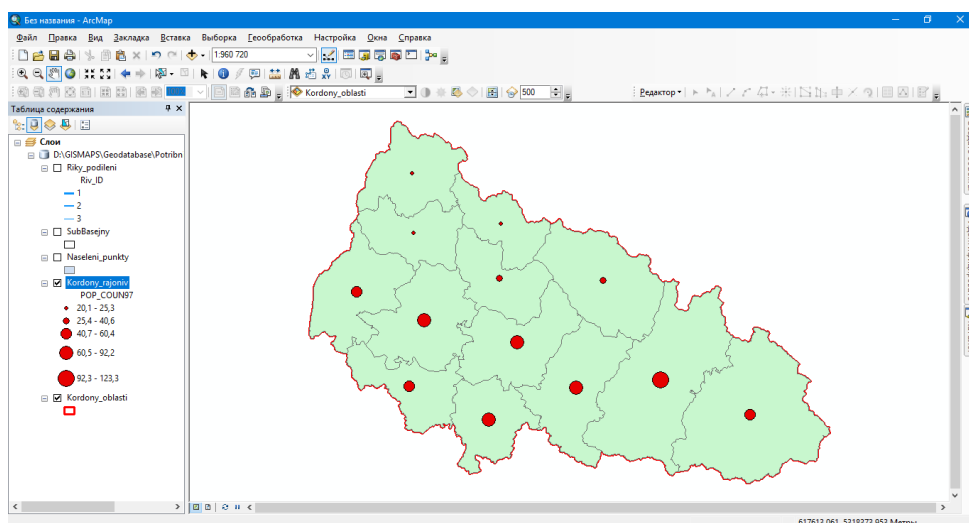 Без названия - ArcMap
Файл Правка Вид Закладка Вставка Выборка Геообработка Настройка Окна Справка
1:960 720
Kordony_oblasti 500 Редактор
Таблица содержания
Слои
D:\GISMAPS\Geodatabase\Potribn
Riky_podileni
Riv_ID
1
2
3
SubBasejny
Naseleni_punkty
Kordony_rajoniv
POP_COUN97
20,1 - 25,3
25,4 - 40,6
40,7 - 60,4
60,5 - 92,2
92,3 - 123,3
Kordony_oblasti
617613,061 5318373,953 Метры